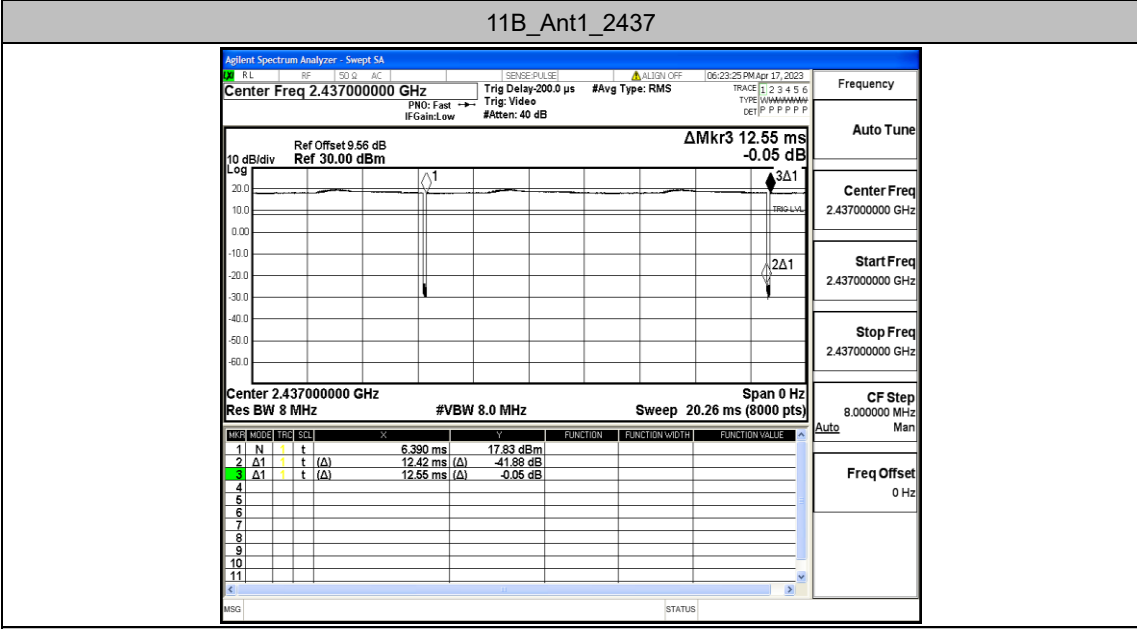 11B_Ant1_2437
Agilent Spectrum Analyzer - Swept SA
RL RF 50 Ω AC SENSE:PULSE ALIGN OFF 06:23:25 PM Apr 17, 2023
Center Freq 2.437000000 GHz
PNO: Fast
IFGain:Low
Trig Delay-200.0 µs
Trig: Video
#Atten: 40 dB
#Avg Type: RMS
TRACE 1 2 3 4 5 6
TYPE
DET P P P P P P
Frequency
Auto Tune
Center Freq
2.437000000 GHz
Start Freq
2.437000000 GHz
Stop Freq
2.437000000 GHz
CF Step
8.000000 MHz
Auto Man
Freq Offset
0 Hz
Ref Offset 9.56 dB
10 dB/div Ref 30.00 dBm
Log
ΔMkr3 12.55 ms
-0.05 dB
20.0
10.0
0.00
-10.0
-20.0
-30.0
-40.0
-50.0
-60.0
1
3Δ1
TRIG LVL
2Δ1
Center 2.437000000 GHz Span 0 Hz
Res BW 8 MHz #VBW 8.0 MHz Sweep 20.26 ms (8000 pts)
MKR MODE TRC SCL X Y FUNCTION FUNCTION WIDTH FUNCTION VALUE
1 N 1 t 6.390 ms 17.83 dBm
2 Δ1 1 t (Δ) 12.42 ms (Δ) -41.88 dB
3 Δ1 1 t (Δ) 12.55 ms (Δ) -0.05 dB
4
5
6
7
8
9
10
11
MSG STATUS